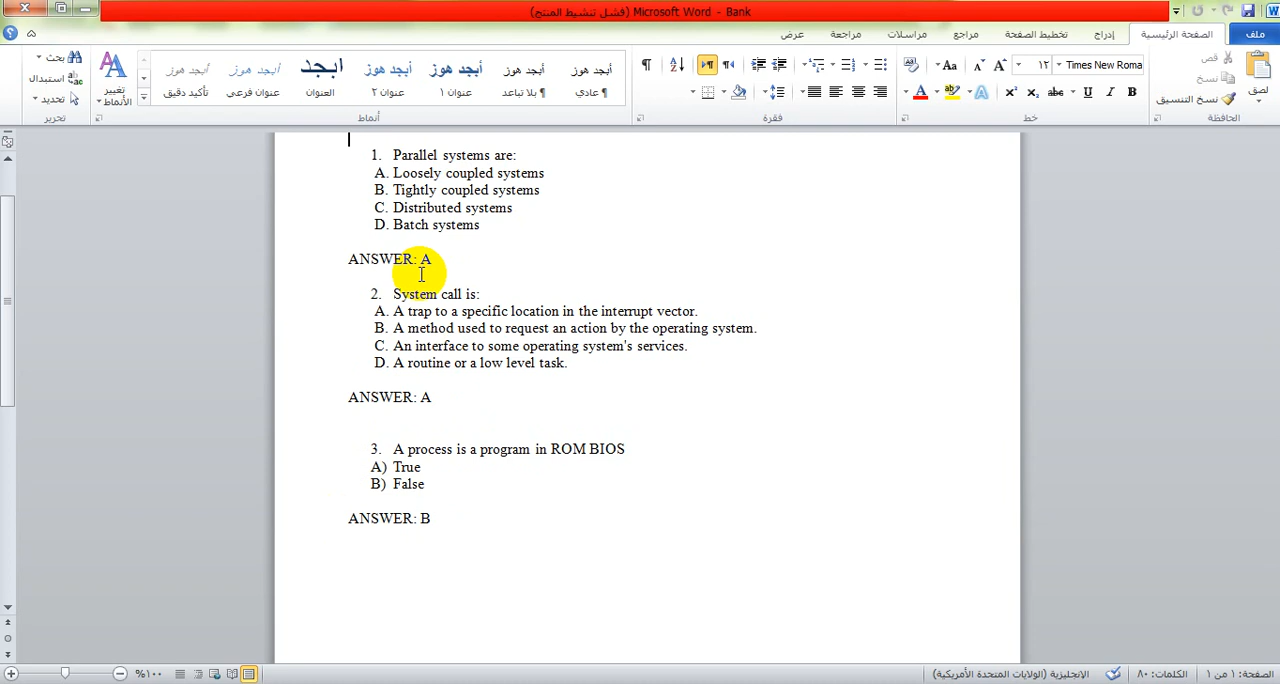 Bank - Microsoft Word (فشل تنشيط المنتج)
ملف
الصفحة الرئيسية
إدراج
تخطيط الصفحة
مراجع
مراسلات
مراجعة
عرض
لصق
قص
نسخ
نسخ التنسيق
الحافظة
Times New Roma
١٢
Aa
خط
فقرة
أبجد هوز
¶ عادي
أبجد هوز
¶ بلا تباعد
أبجد هوز
عنوان ١
أبجد هوز
عنوان ٢
ابجد
العنوان
أبجد هوز
عنوان فرعي
أبجد هوز
تأكيد دقيق
تغيير الأنماط
أنماط
بحث
استبدال
تحديد
تحرير
1. Parallel systems are:
A. Loosely coupled systems
B. Tightly coupled systems
C. Distributed systems
D. Batch systems
ANSWER: A
2. System call is:
A. A trap to a specific location in the interrupt vector.
B. A method used to request an action by the operating system.
C. An interface to some operating system's services.
D. A routine or a low level task.
ANSWER: A
3. A process is a program in ROM BIOS
A) True
B) False
ANSWER: B
الصفحة: ١ من ١
الكلمات: ٨٠
الإنجليزية (الولايات المتحدة الأمريكية)
%١٠٠